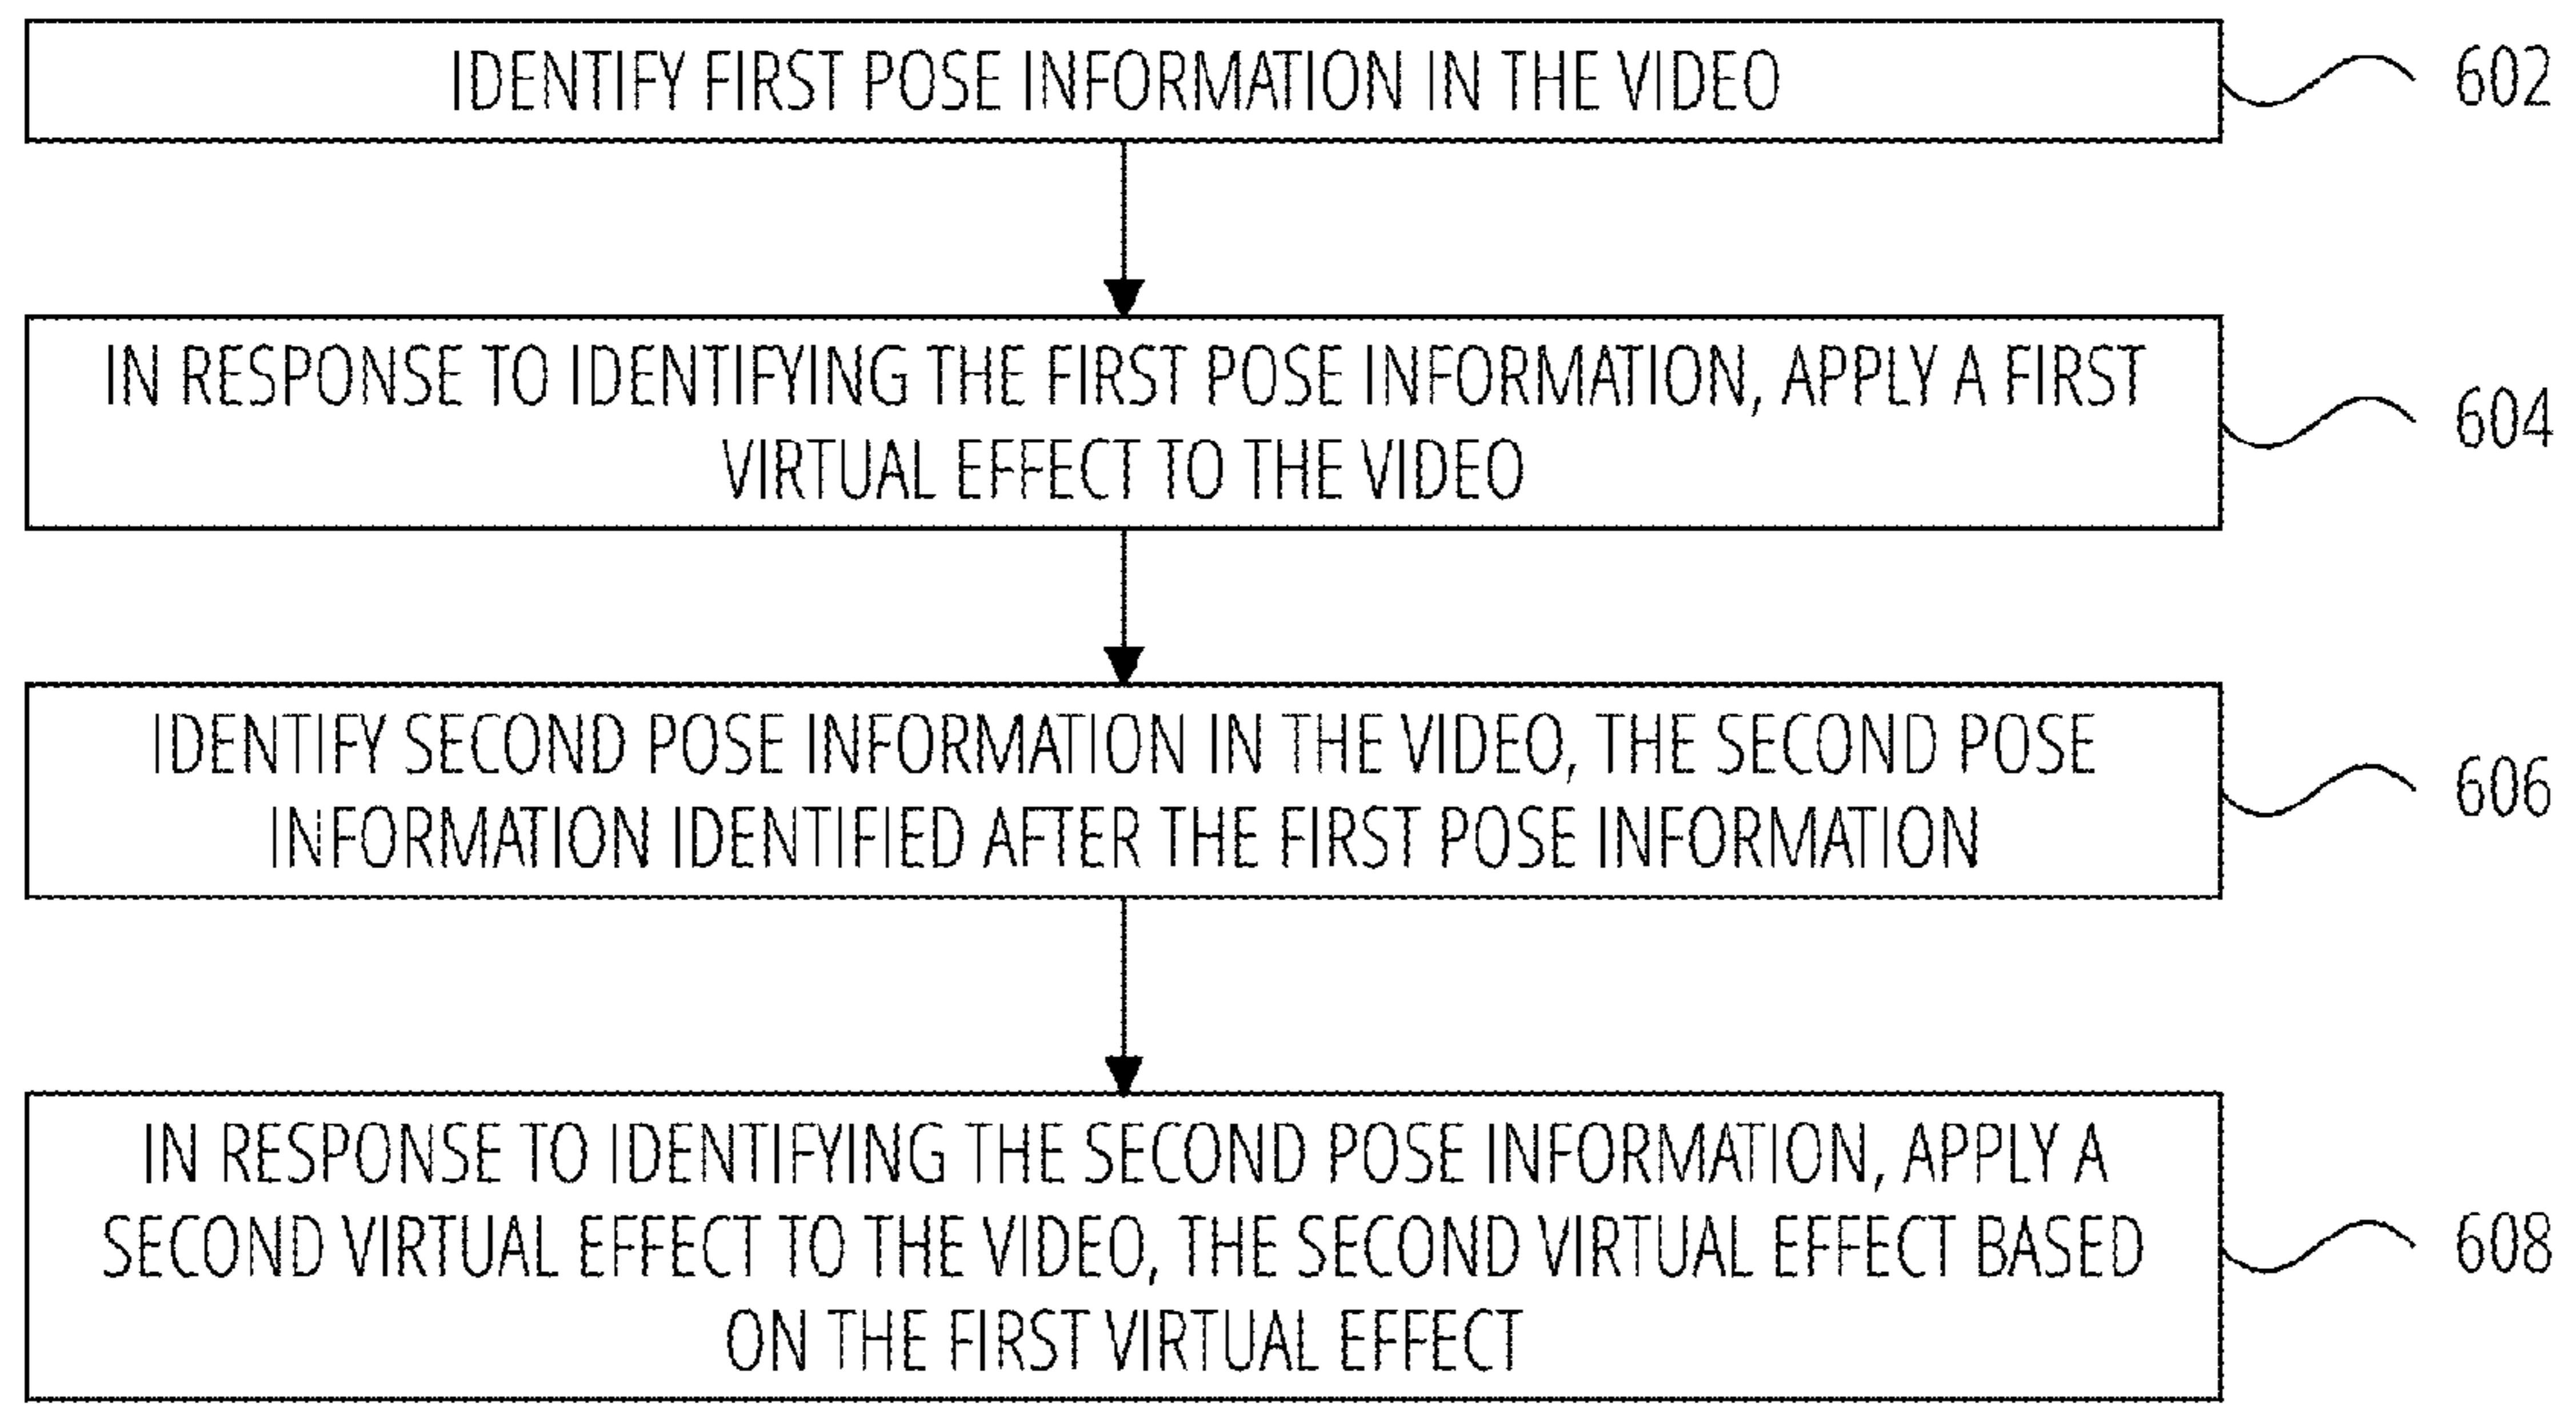 IDENTIFY FIRST POSE INFORMATION IN THE VIDEO
602
IN RESPONSE TO IDENTIFYING THE FIRST POSE INFORMATION, APPLY A FIRST
VIRTUAL EFFECT TO THE VIDEO
604
IDENTIFY SECOND POSE INFORMATION IN THE VIDEO, THE SECOND POSE
INFORMATION IDENTIFIED AFTER THE FIRST POSE INFORMATION
606
IN RESPONSE TO IDENTIFYING THE SECOND POSE INFORMATION, APPLY A
SECOND VIRTUAL EFFECT TO THE VIDEO, THE SECOND VIRTUAL EFFECT BASED
ON THE FIRST VIRTUAL EFFECT
608